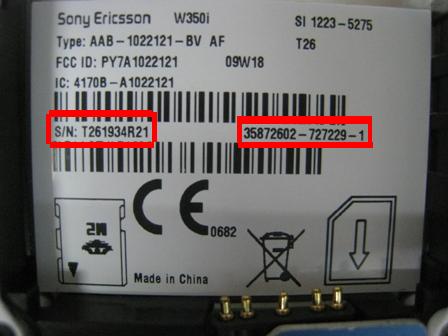 Sony Ericsson W350i SI 1223-5275
Type: AAB-1022121-BV AF T26
FCC ID: PY7A1022121 09W18
IC: 4170B-A1022121
S/N: T261934R21 35872602-727229-1
CE 0682
M2
Made in China